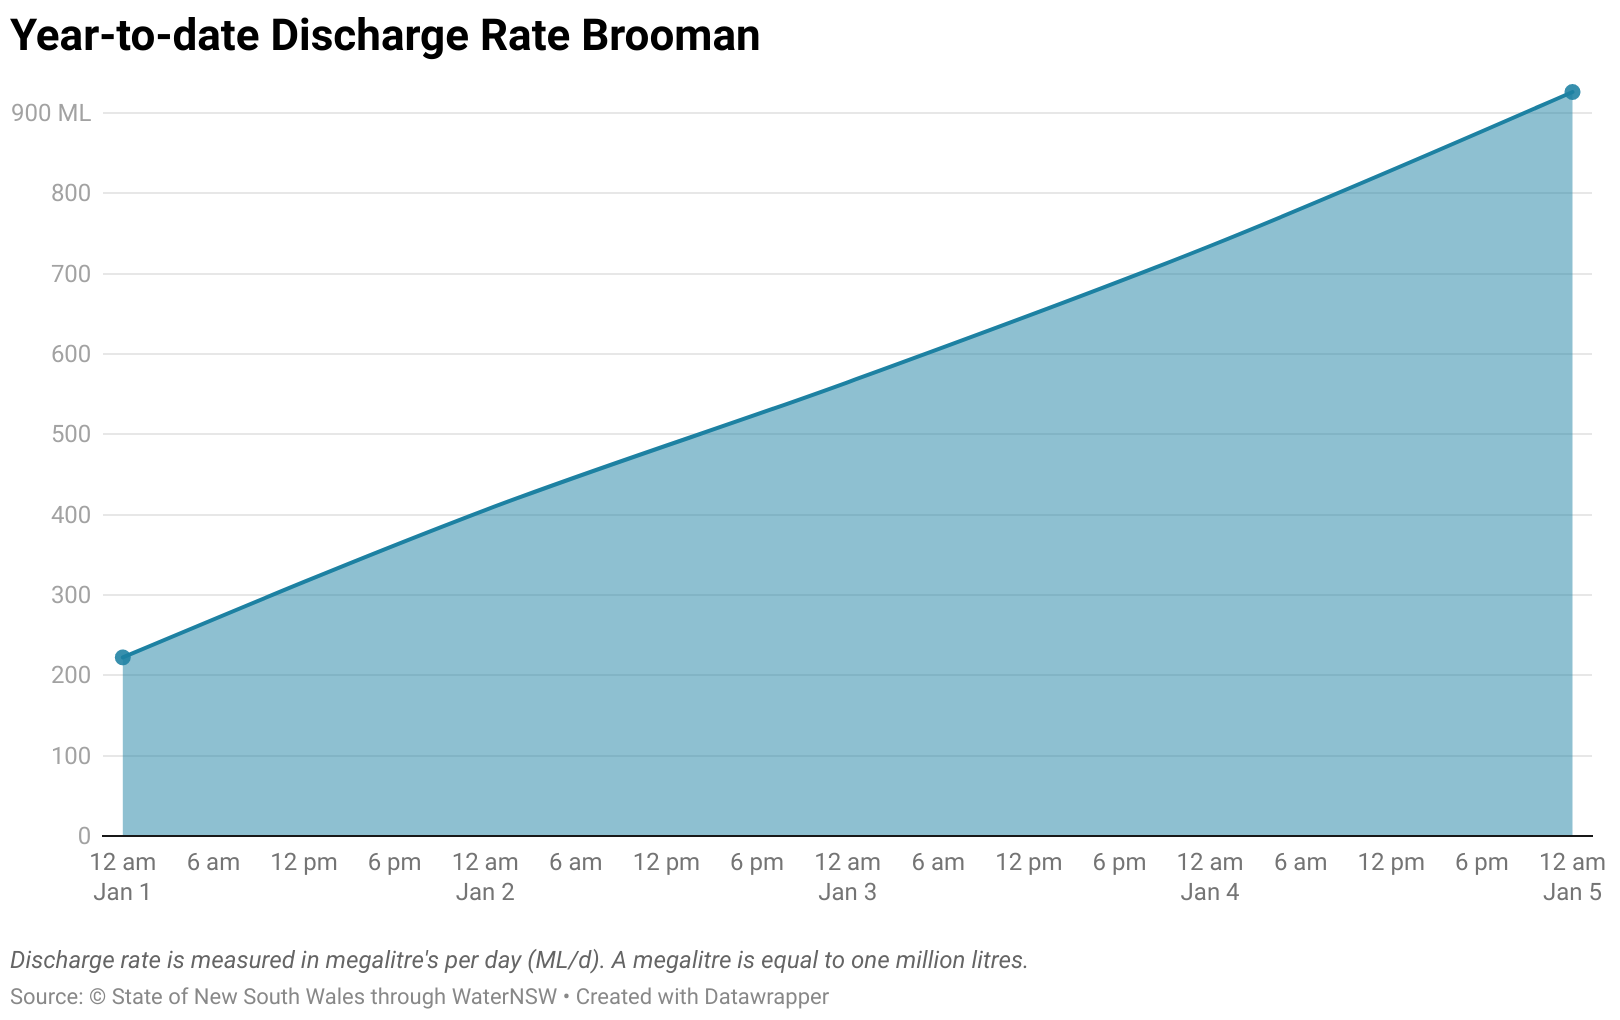 Year-to-date Discharge Rate Brooman
900 ML
800
700
600
500
400
300
200
100
0
12 am 6 am 12 pm 6 pm 12 am 6 am 12 pm 6 pm 12 am 6 am 12 pm 6 pm 12 am 6 am 12 pm 6 pm 12 am
Jan 1 Jan 2 Jan 3 Jan 4 Jan 5
Discharge rate is measured in megalitre's per day (ML/d). A megalitre is equal to one million litres.
Source: © State of New South Wales through WaterNSW • Created with Datawrapper